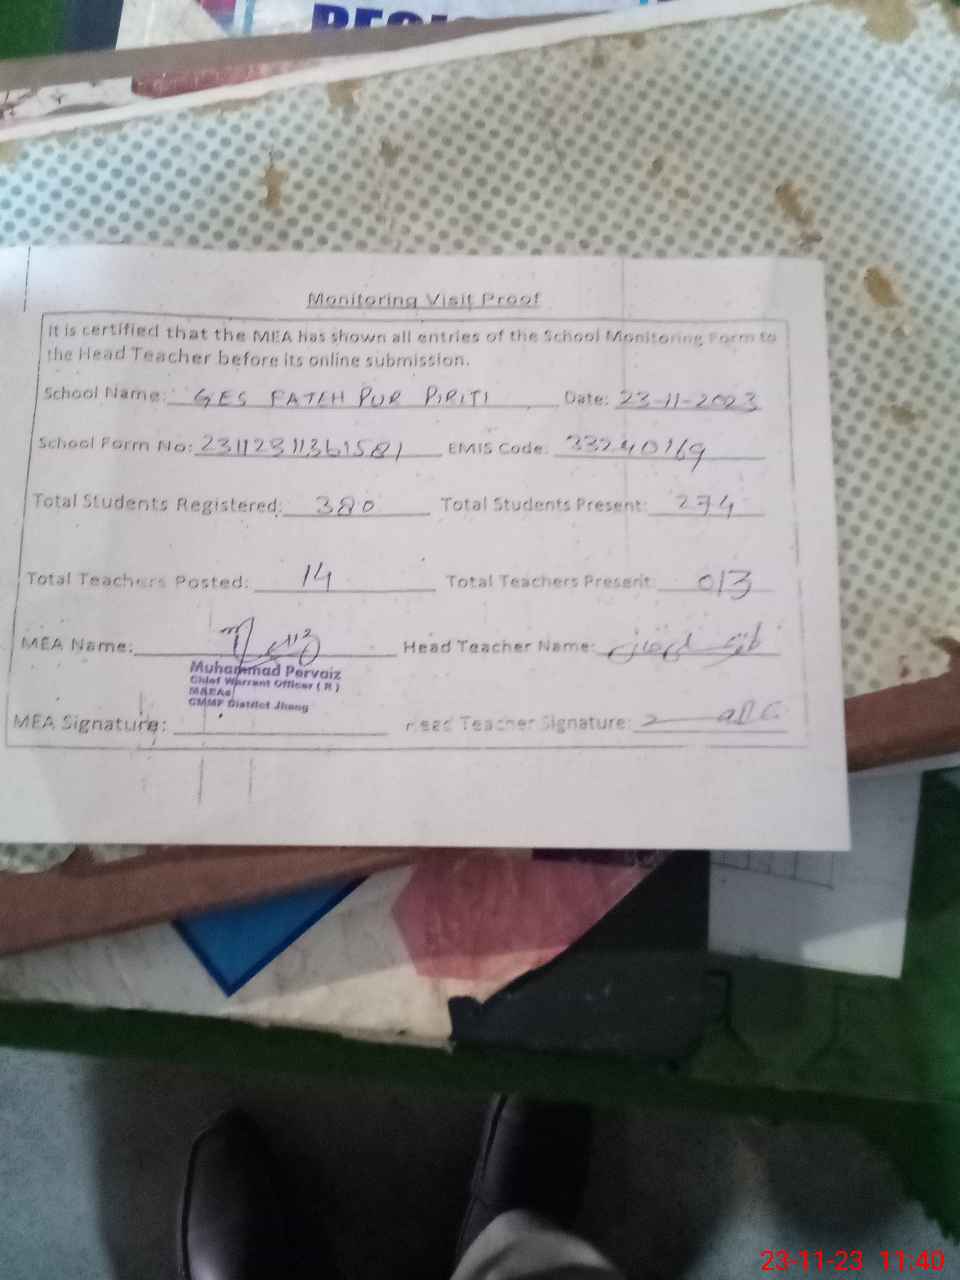 Monitoring Visit Proof
It is certified that the MEA has shown all entries of the School Monitoring Form to
the Head Teacher before its online submission.
School Name: GES FATEH PUR PIRITI Date: 23-11-2023
School Form No: 23112311361581 EMIS Code: 33240169
Total Students Registered: 380 Total Students Present: 274
Total Teachers Posted: 14 Total Teachers Present: 013
MEA Name: Head Teacher Name:
Muhammad Pervaiz
Chief Warrant Officer ( R )
MAEAs
CMMF District Jhang
MEA Signature: Head Teacher Signature:
23-11-23 11:40